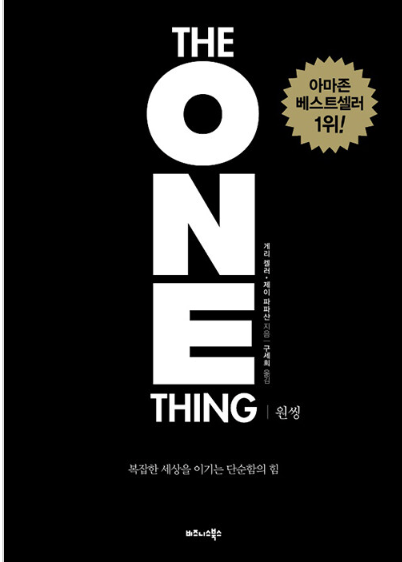 THE
ONE
THING | 원씽
아마존
베스트셀러
1위!
게리 켈러 · 제이 파파산 지음 | 구세희 옮김
복잡한 세상을 이기는 단순함의 힘
비즈니스북스